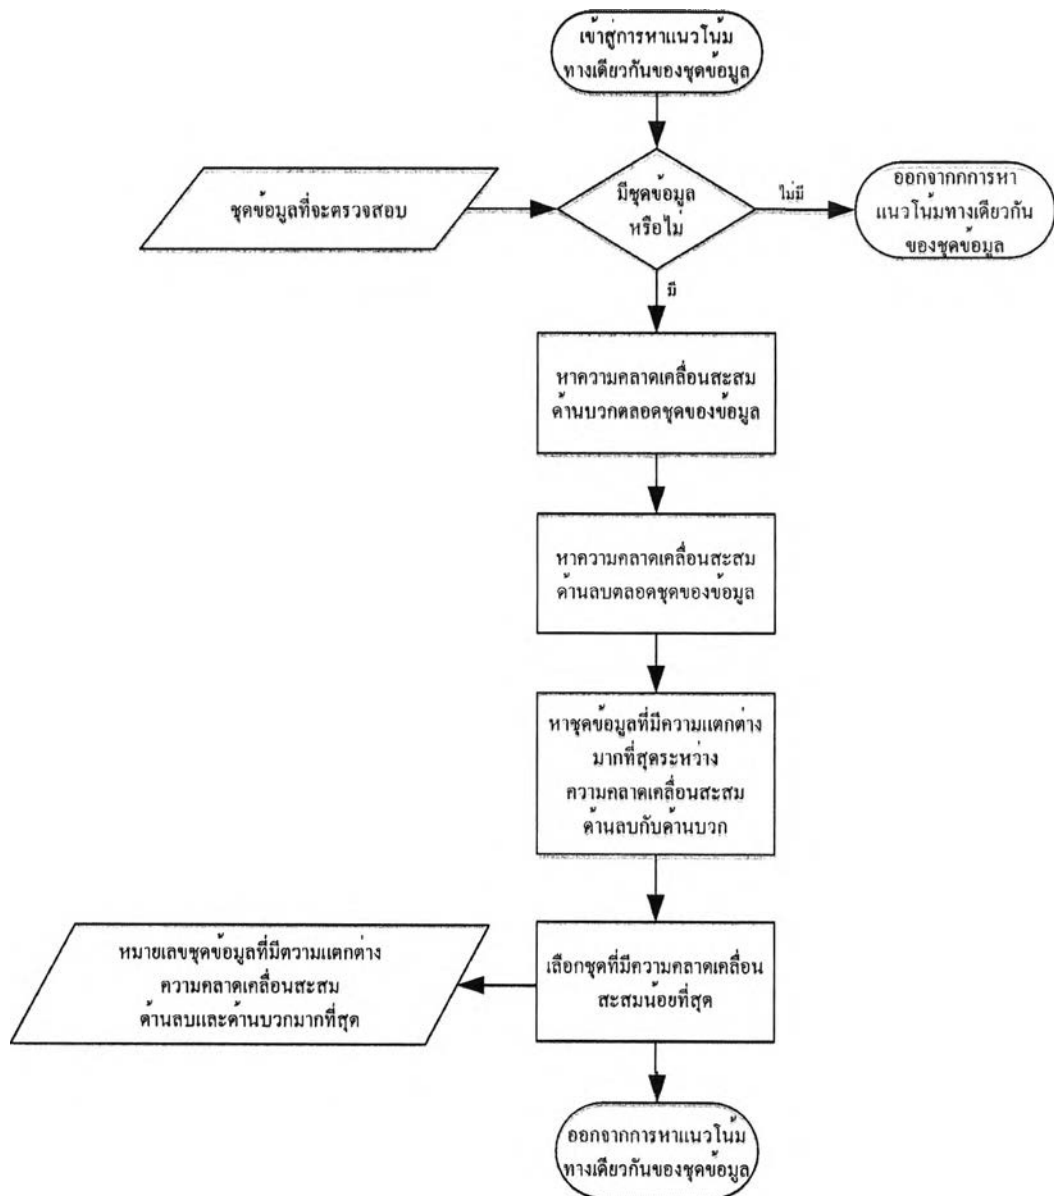 เข้าสู่การหาแนวโน้ม
ทางเดียวกันของชุดข้อมูล
ชุดข้อมูลที่จะตรวจสอบ
มีชุดข้อมูล
หรือไม่
ไม่มี
ออกจากกการหา
แนวโน้มทางเดียวกัน
ของชุดข้อมูล
มี
หาความคลาดเคลื่อนสะสม
ด้านบวกตลอดชุดของข้อมูล
หาความคลาดเคลื่อนสะสม
ด้านลบตลอดชุดของข้อมูล
หาชุดข้อมูลที่มีความแตกต่าง
มากที่สุดระหว่าง
ความคลาดเคลื่อนสะสม
ด้านลบกับด้านบวก
เลือกชุดที่มีความคลาดเคลื่อน
สะสมน้อยที่สุด
หมายเลขชุดข้อมูลที่มีความแตกต่าง
ความคลาดเคลื่อนสะสม
ด้านลบและด้านบวกมากที่สุด
ออกจากการหาแนวโน้ม
ทางเดียวกันของชุดข้อมูล